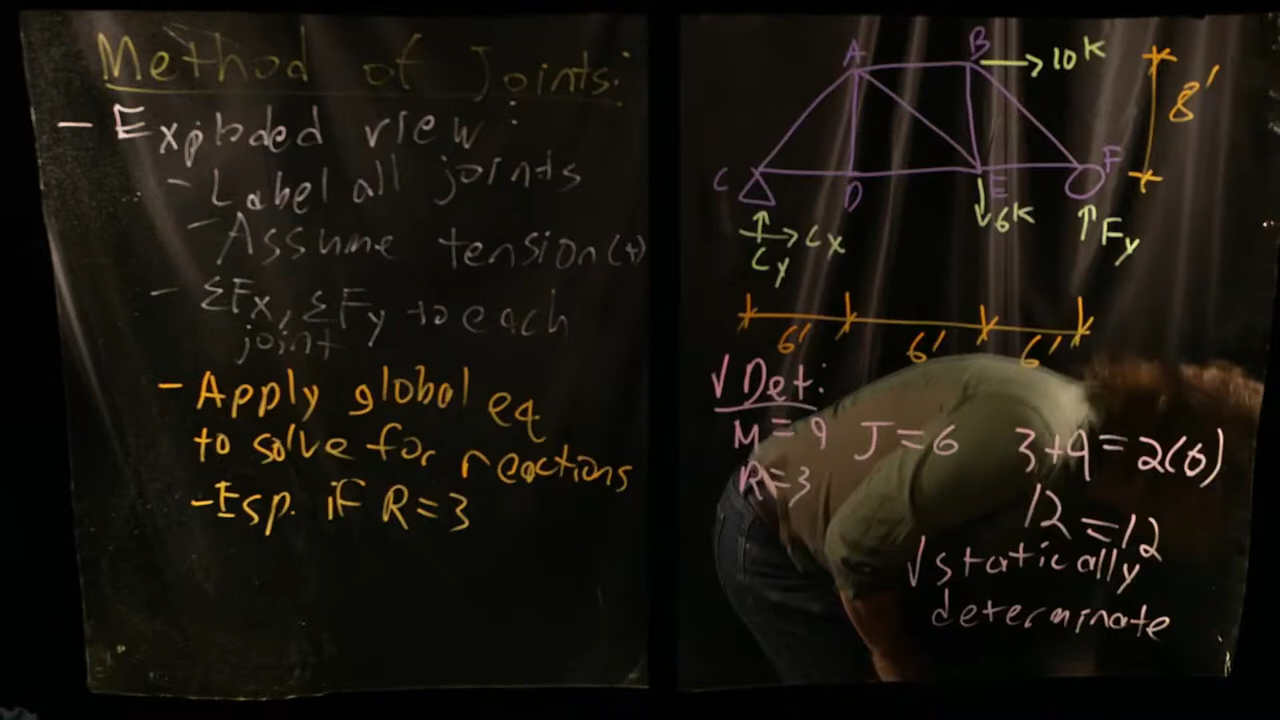 Method of Joints:
- Exploded view:
- Label all joints
- Assume tension (+)
- ΣFx, ΣFy to each
joint
- Apply global eq
to solve for reactions
- Esp. if R=3
A B → 10K
8'
C D E F
↓6K ↑Fy
→Cx
Cy
6' 6' 6'
√ Det:
M=9 J=6 3+9=2(6)
R=3
12=12
√ statically
determinate